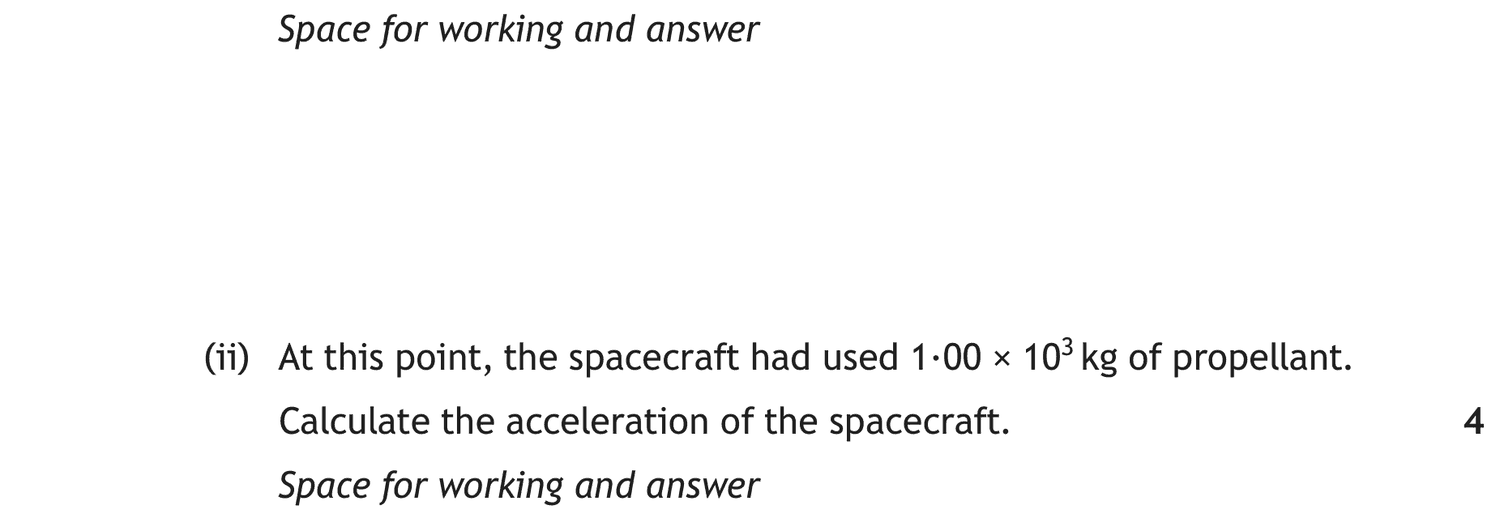 Space for working and answer
(ii) At this point, the spacecraft had used 1·00 × 10³ kg of propellant.
Calculate the acceleration of the spacecraft. 4
Space for working and answer